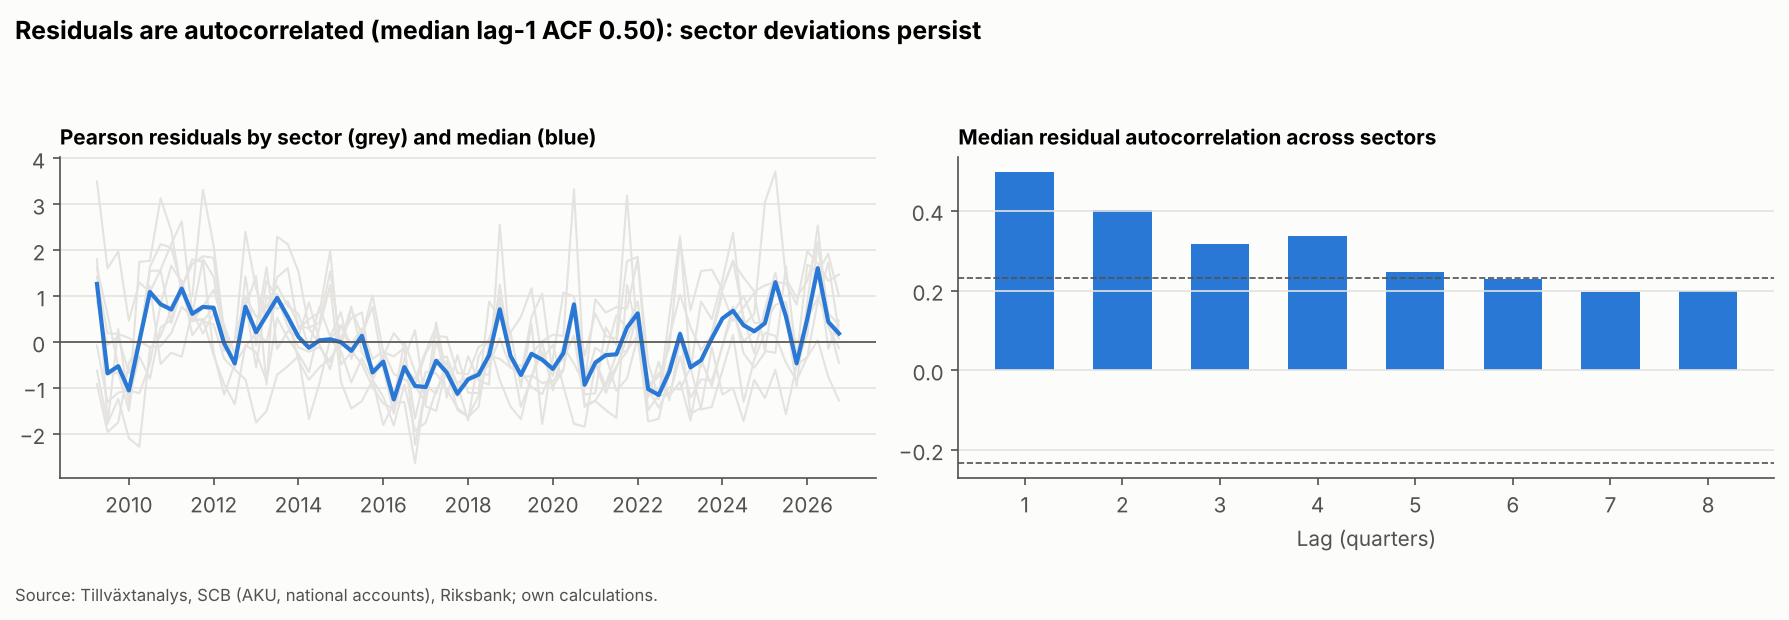 Residuals are autocorrelated (median lag-1 ACF 0.50): sector deviations persist
Pearson residuals by sector (grey) and median (blue)
4
3
2
1
0
−1
−2
2010 2012 2014 2016 2018 2020 2022 2024 2026
Median residual autocorrelation across sectors
0.4
0.2
0.0
−0.2
1 2 3 4 5 6 7 8
Lag (quarters)
Source: Tillväxtanalys, SCB (AKU, national accounts), Riksbank; own calculations.